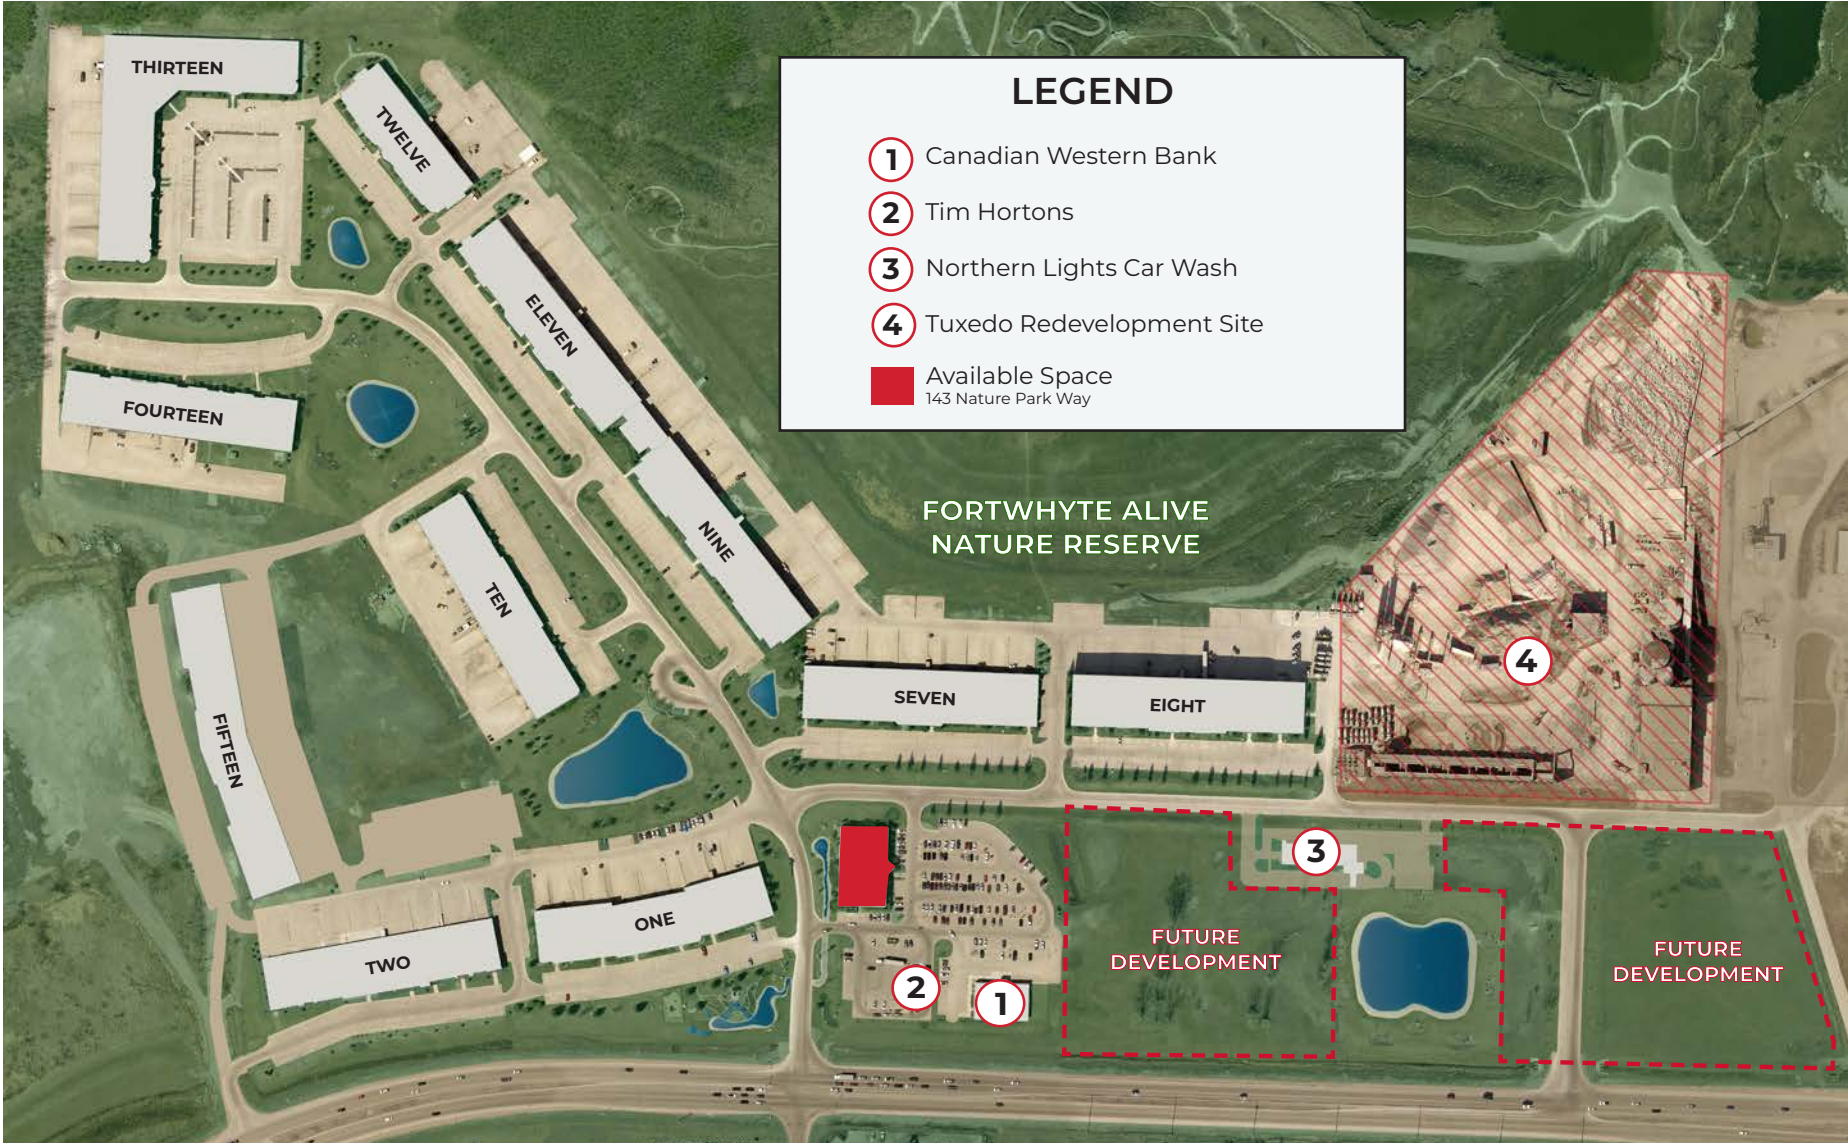 THIRTEEN
TWELVE
LEGEND
1 Canadian Western Bank
2 Tim Hortons
3 Northern Lights Car Wash
4 Tuxedo Redevelopment Site
Available Space
143 Nature Park Way
ELEVEN
FOURTEEN
NINE
FORTWHYTE ALIVE
NATURE RESERVE
TEN
FIFTEEN
SEVEN
EIGHT
4
3
ONE
TWO
2
1
FUTURE
DEVELOPMENT
FUTURE
DEVELOPMENT